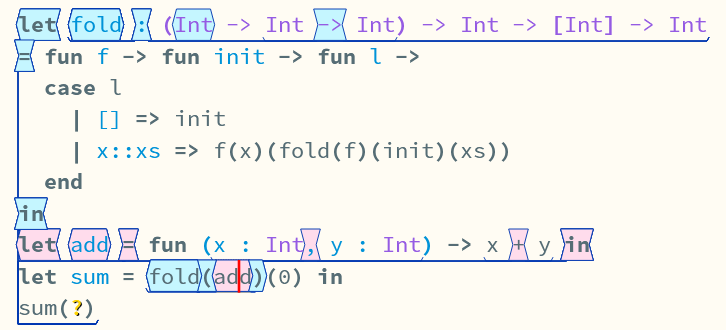 let fold : (Int -> Int -> Int) -> Int -> [Int] -> Int
= fun f -> fun init -> fun l ->
case l
| [] => init
| x::xs => f(x)(fold(f)(init)(xs))
end
in
let add = fun (x : Int, y : Int) -> x + y in
let sum = fold(add)(0) in
sum(?)